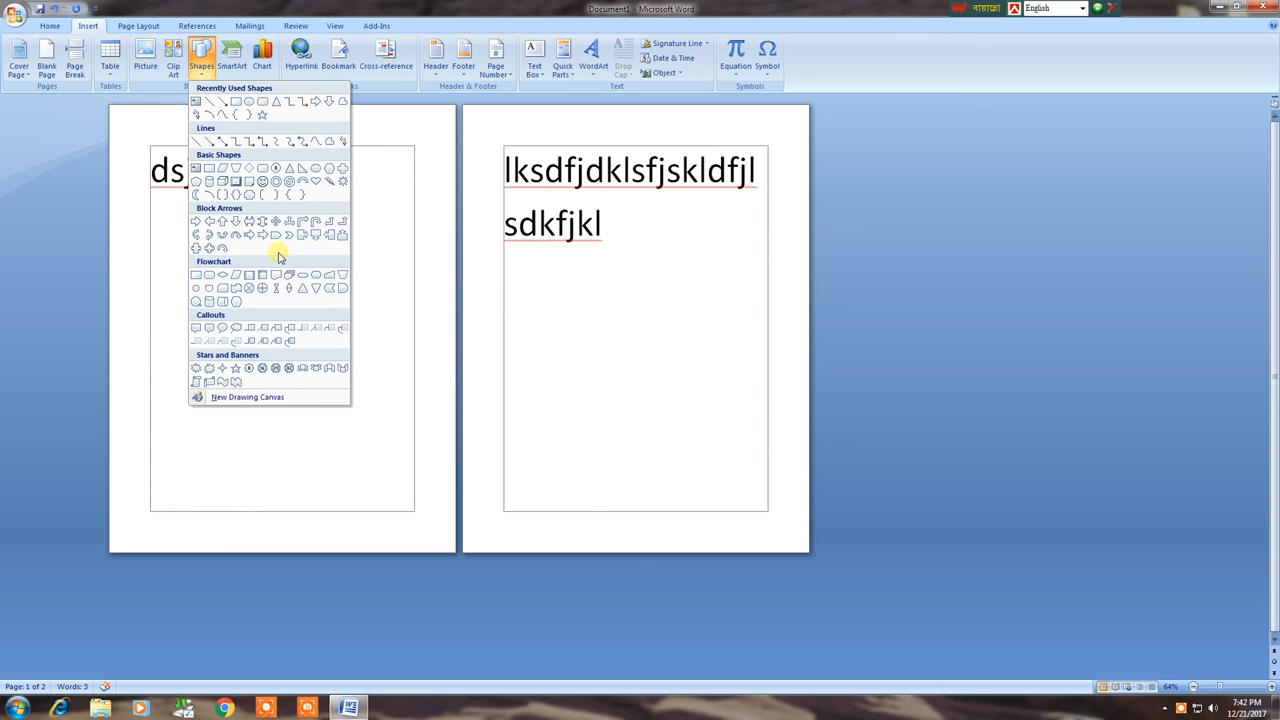 Document1 - Microsoft Word
বায়ান্নো English
Home Insert Page Layout References Mailings Review View Add-Ins
Cover Page Blank Page Page Break Table Picture Clip Art Shapes SmartArt Chart Hyperlink Bookmark Cross-reference Header Footer Page Number Text Box Quick Parts WordArt Drop Cap Signature Line Date & Time Object Equation Symbol
Pages Tables Header & Footer Text Symbols
Recently Used Shapes
Lines
Basic Shapes
Block Arrows
Flowchart
Callouts
Stars and Banners
New Drawing Canvas
lksdfjdklsfjskldfjl
sdkfjkl
Page: 1 of 2 Words: 3 64%
7:42 PM
12/21/2017